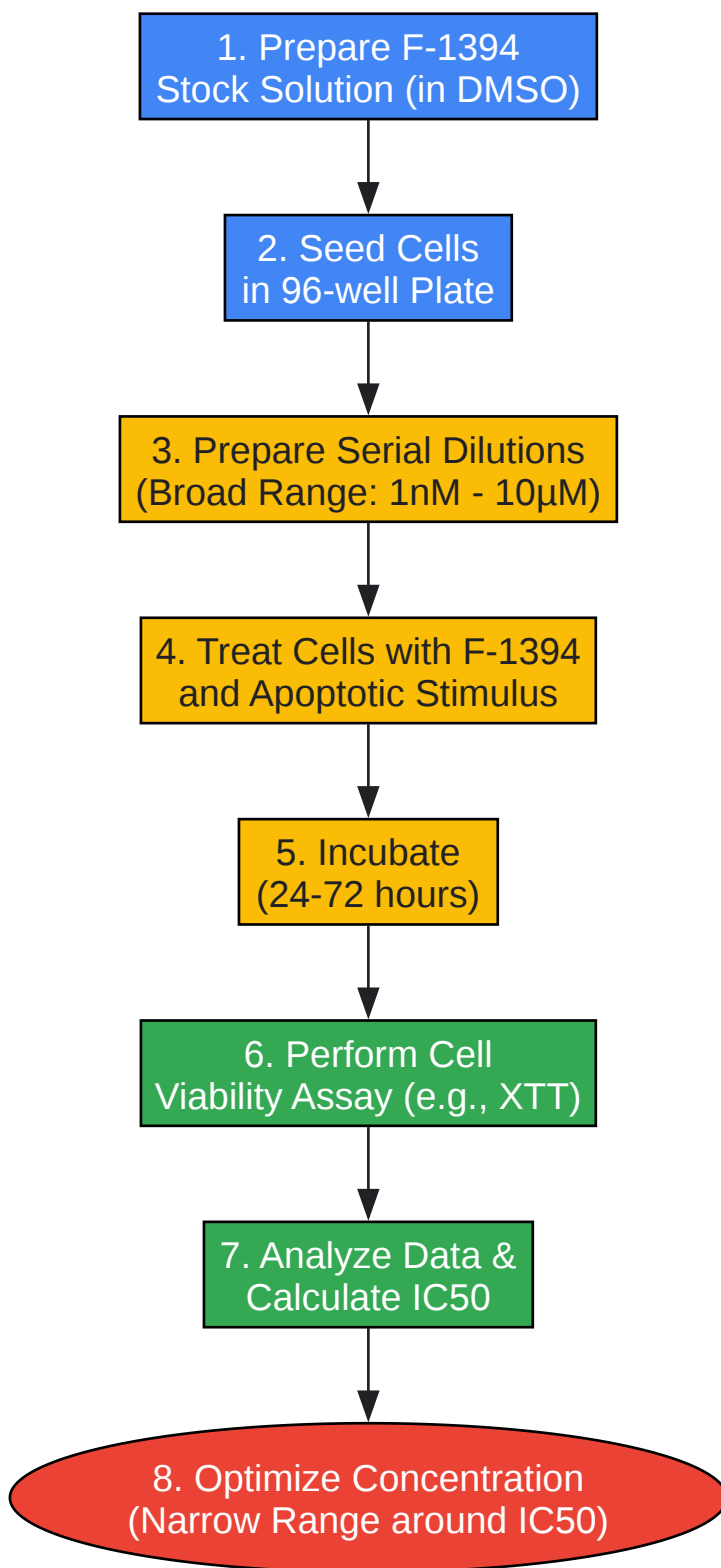 1. Prepare F-1394
Stock Solution (in DMSO)
2. Seed Cells
in 96-well Plate
3. Prepare Serial Dilutions
(Broad Range: 1nM - 10µM)
4. Treat Cells with F-1394
and Apoptotic Stimulus
5. Incubate
(24-72 hours)
6. Perform Cell
Viability Assay (e.g., XTT)
7. Analyze Data &
Calculate IC50
8. Optimize Concentration
(Narrow Range around IC50)